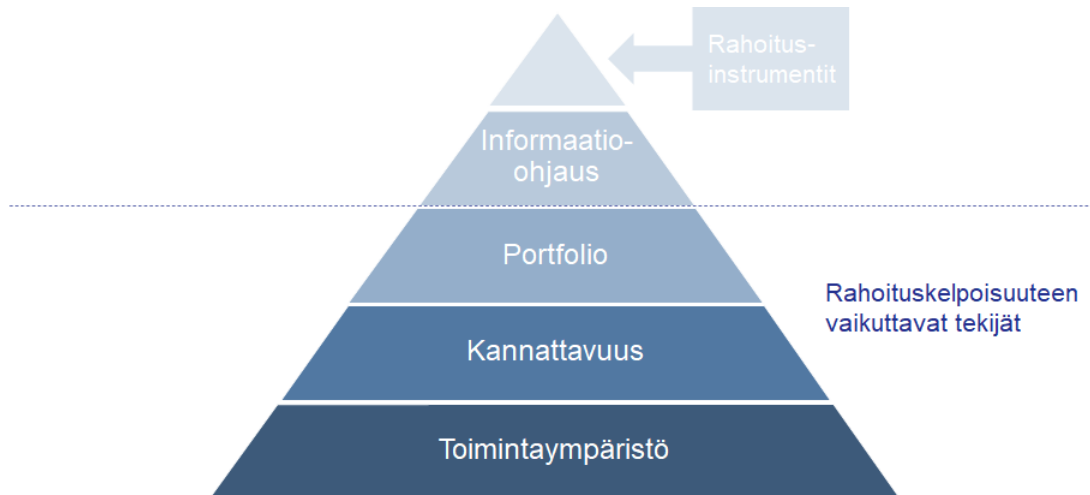 Rahoitus-
instrumentit
Informaatio-
ohjaus
Portfolio
Rahoituskelpoisuuteen
vaikuttavat tekijät
Kannattavuus
Toimintaympäristö